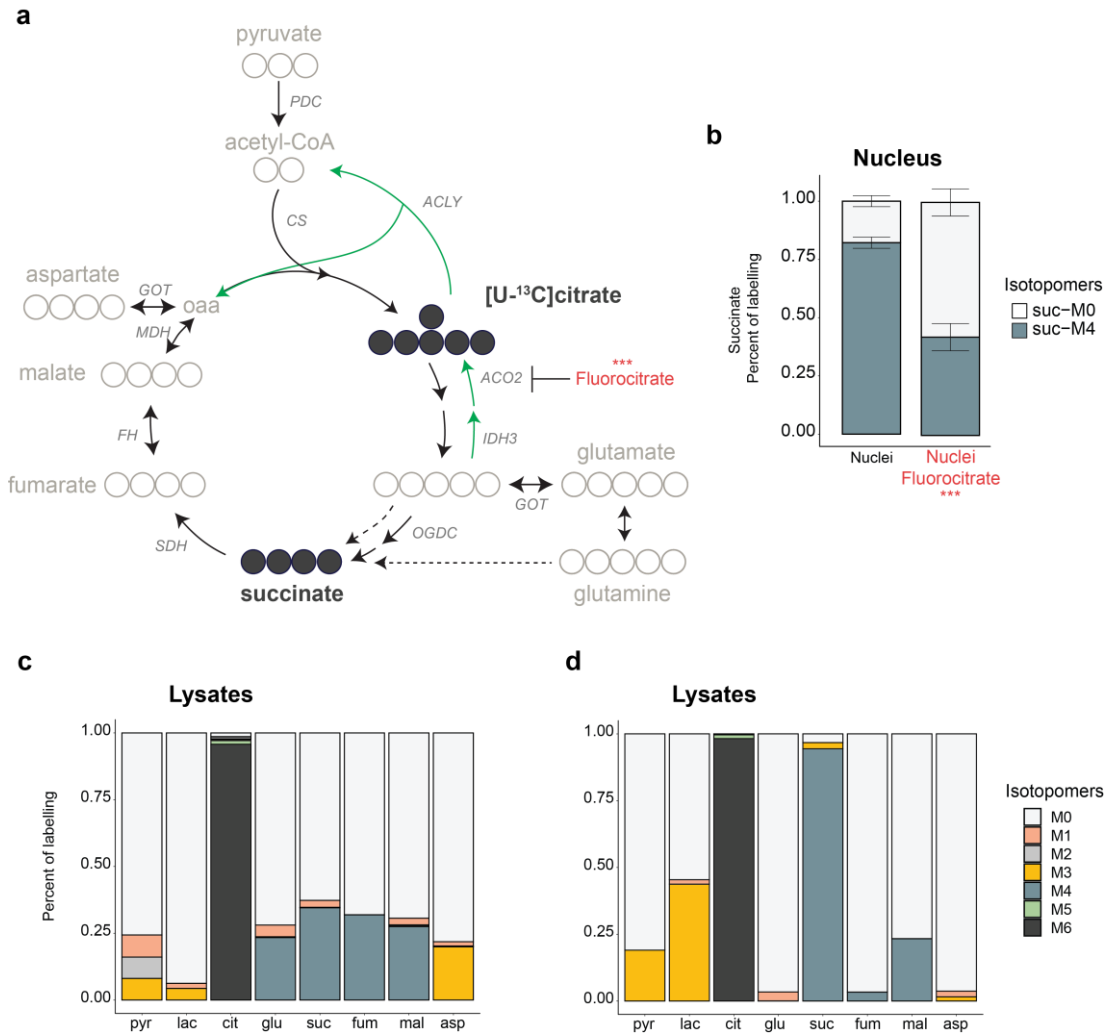 a
pyruvate
PDC
acetyl-CoA
ACLY
CS
aspartate
GOT
oaa
MDH
[U-¹³C]citrate
malate
ACO2
***
Fluorocitrate
FH
IDH3
glutamate
fumarate
GOT
OGDC
SDH
succinate
glutamine
b
Nucleus
1.00
0.75
0.50
0.25
0.00
Succinate
Percent of labelling
Nuclei
Nuclei
Fluorocitrate
***
Isotopomers
suc-M0
suc-M4
c
Lysates
1.00
0.75
0.50
0.25
0.00
Percent of labelling
pyr lac cit glu suc fum mal asp
d
Lysates
1.00
0.75
0.50
0.25
0.00
pyr lac cit glu suc fum mal asp
Isotopomers
M0
M1
M2
M3
M4
M5
M6